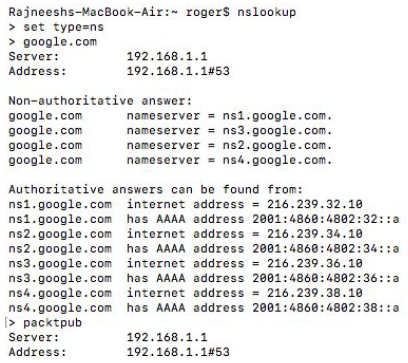 Rajneeshs-MacBook-Air:~ roger$ nslookup
> set type=ns
> google.com
Server: 192.168.1.1
Address: 192.168.1.1#53
Non-authoritative answer:
google.com nameserver = ns1.google.com.
google.com nameserver = ns3.google.com.
google.com nameserver = ns2.google.com.
google.com nameserver = ns4.google.com.
Authoritative answers can be found from:
ns1.google.com internet address = 216.239.32.10
ns1.google.com has AAAA address 2001:4860:4802:32::a
ns2.google.com internet address = 216.239.34.10
ns2.google.com has AAAA address 2001:4860:4802:34::a
ns3.google.com internet address = 216.239.36.10
ns3.google.com has AAAA address 2001:4860:4802:36::a
ns4.google.com internet address = 216.239.38.10
ns4.google.com has AAAA address 2001:4860:4802:38::a
[> packtpub
Server: 192.168.1.1
Address: 192.168.1.1#53